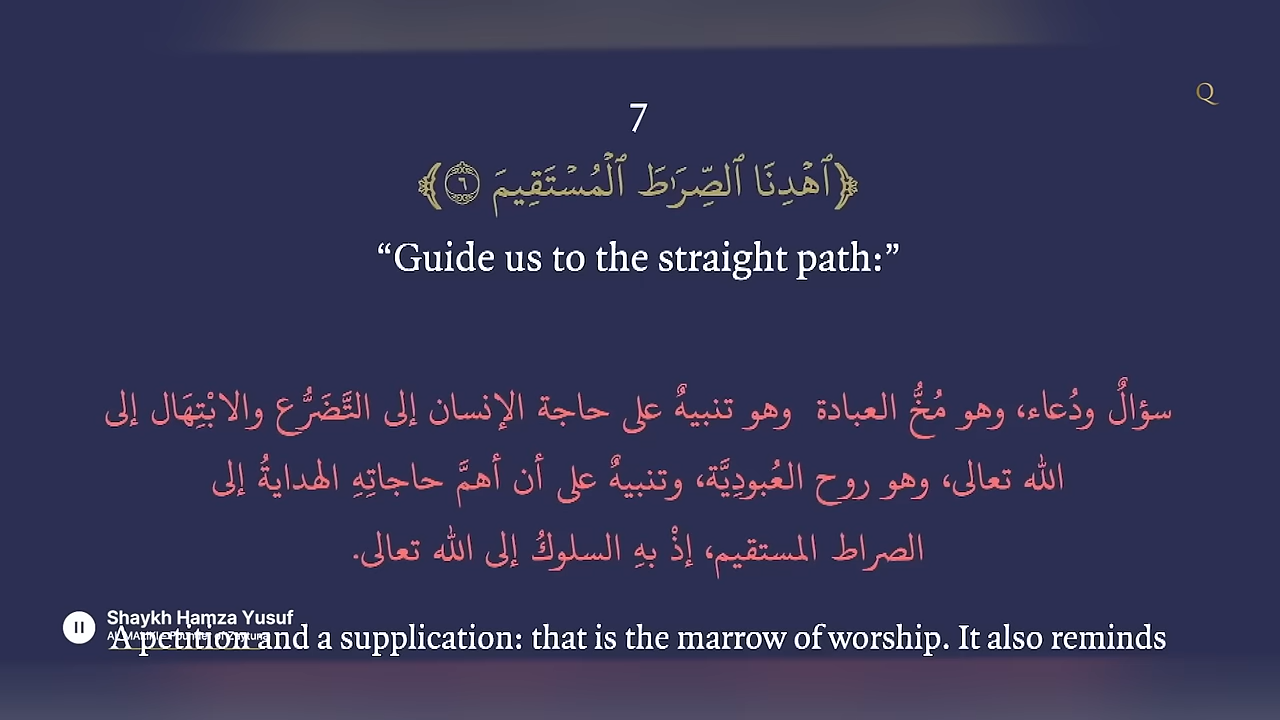 Q
7
﴿ٱهْدِنَا ٱلصِّرَٰطَ ٱلْمُسْتَقِيمَ ٦﴾
“Guide us to the straight path:”
سؤالٌ ودُعاء، وهو مُخُّ العبادة وهو تنبيهٌ على حاجة الإنسان إلى التَّضَرُّع والابْتِهَال إلى
الله تعالى، وهو روح العُبودِيَّة، وتنبيهٌ على أن أهمَّ حاجاتِهِ الهدايةُ إلى
الصراط المستقيم، إذْ بهِ السلوكُ إلى الله تعالى.
Shaykh Hamza Yusuf
A petition and a supplication: that is the marrow of worship. It also reminds